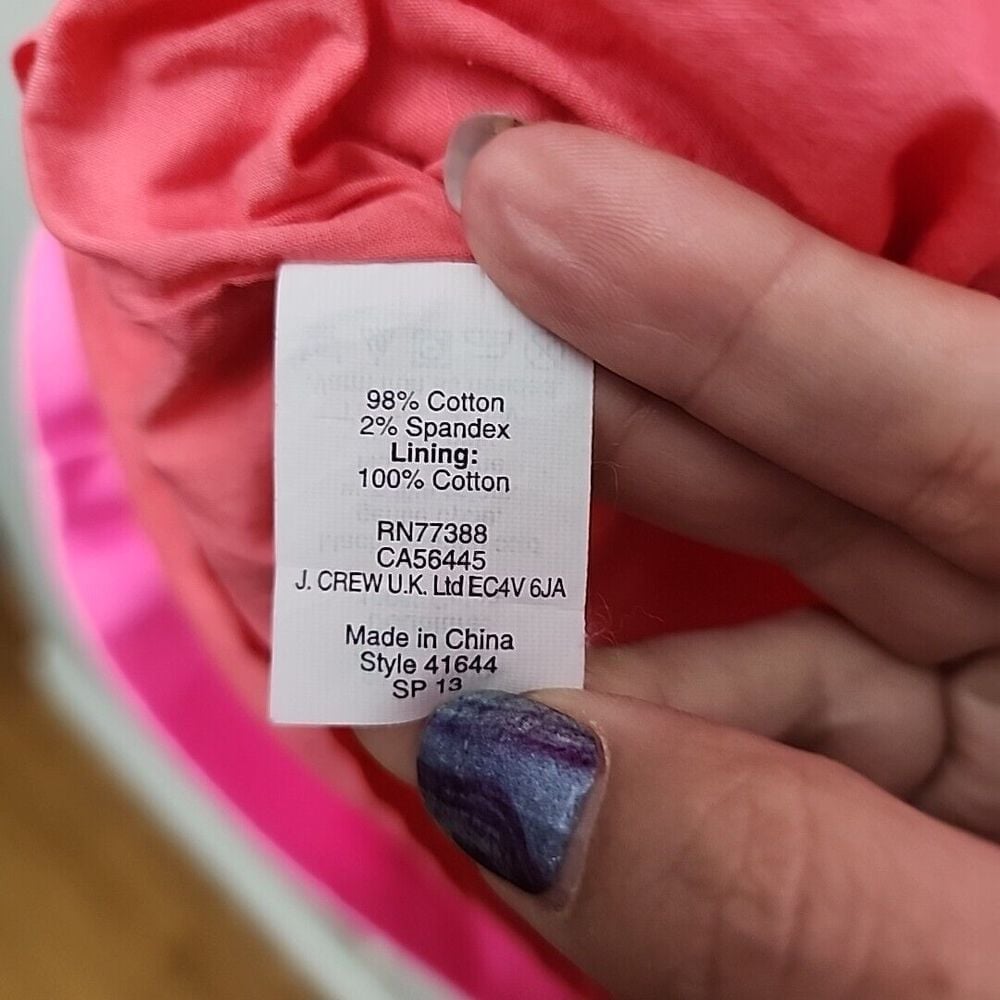 98% Cotton
2% Spandex
Lining:
100% Cotton
RN77388
CA56445
J. CREW U.K. Ltd EC4V 6JA
Made in China
Style 41644
SP 13